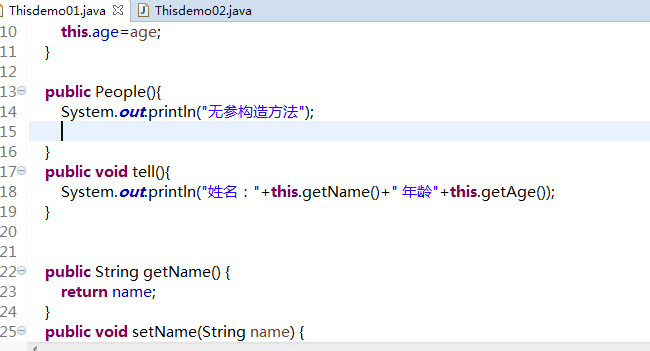 Thisdemo01.java Thisdemo02.java
10 this.age=age;
11 }
12
13 public People(){
14 System.out.println("无参构造方法");
15
16 }
17 public void tell(){
18 System.out.println("姓名："+this.getName()+" 年龄"+this.getAge());
19 }
20
21
22 public String getName() {
23 return name;
24 }
25 public void setName(String name) {